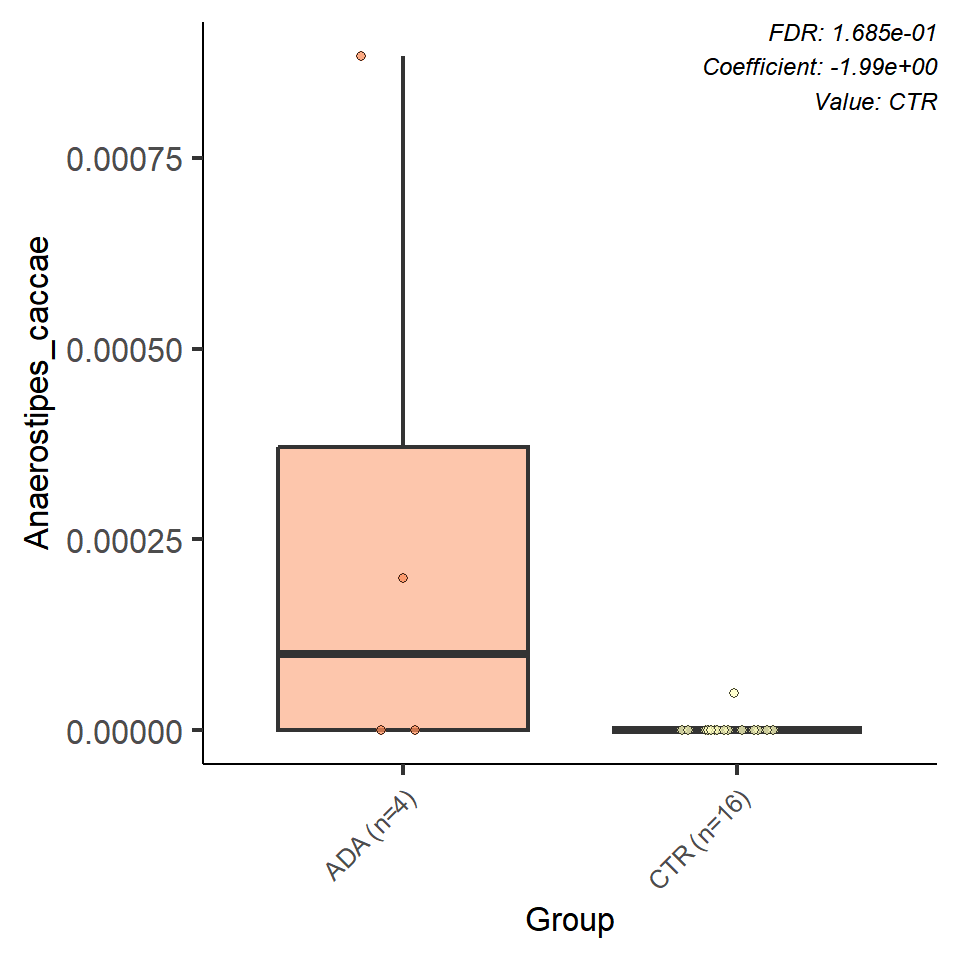 FDR: 1.685e-01
Coefficient: -1.99e+00
Value: CTR
Anaerostipes_caccae
0.00075
0.00050
0.00025
0.00000
ADA (n=4)
CTR (n=16)
Group